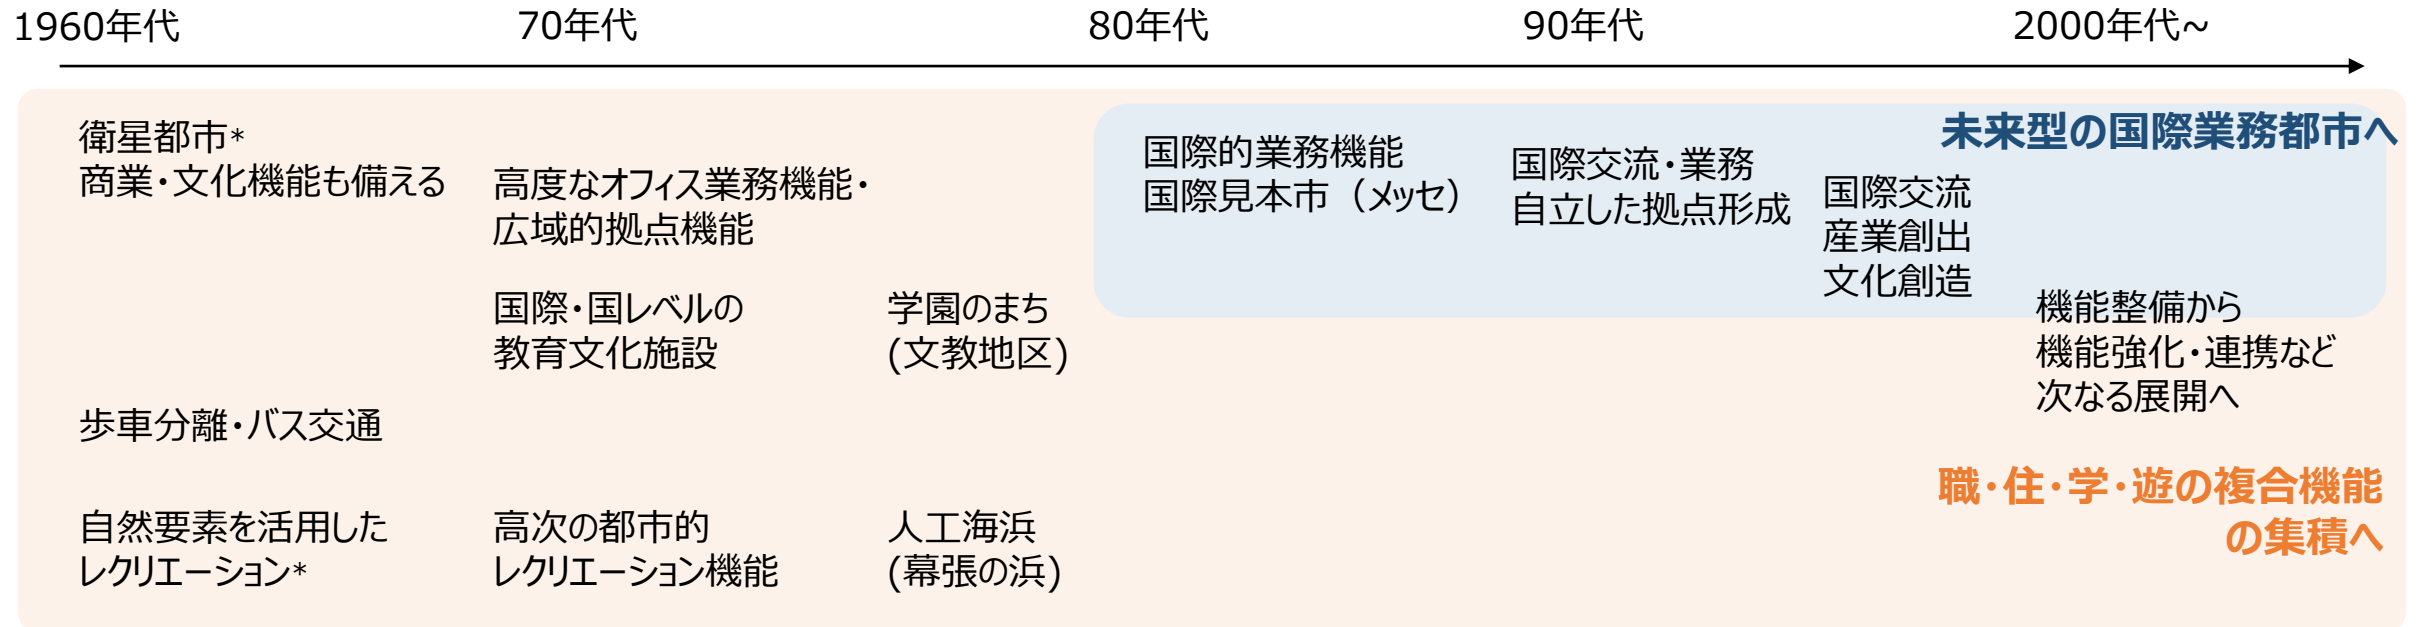 1960年代
70年代
80年代
90年代
2000年代~
衛星都市*
商業・文化機能も備える
歩車分離・バス交通
自然要素を活用した
レクリエーション*
高度なオフィス業務機能・
広域的拠点機能
国際・国レベルの
教育文化施設
高次の都市的
レクリエーション機能
学園のまち
(文教地区)
人工海浜
(幕張の浜)
国際的業務機能
国際見本市（メッセ）
国際交流・業務
自立した拠点形成
未来型の国際業務都市へ
国際交流
産業創出
文化創造
機能整備から
機能強化・連携など
次なる展開へ
職・住・学・遊の複合機能
の集積へ